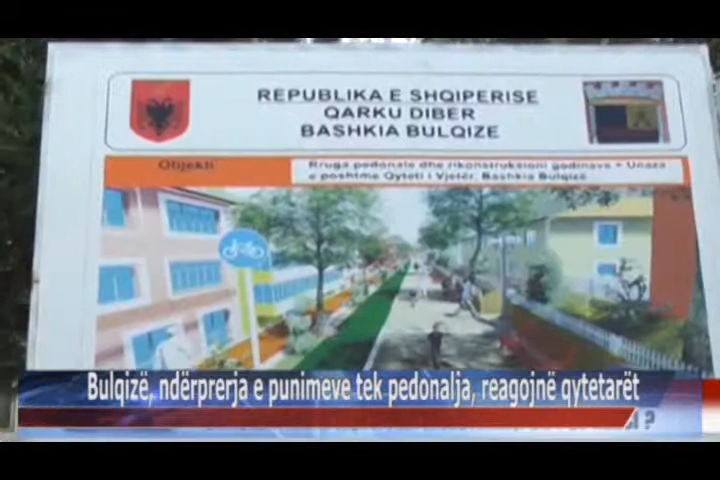 REPUBLIKA E SHQIPERISE
QARKU DIBER
BASHKIA BULQIZE
Objekti
Rruga pedonale dhe rikonstruksioni godinave + Unaza
e poshtme Qyteti i Vjetër, Bashkia Bulqizë
Bulqizë, ndërprerja e punimeve tek pedonalja, reagojnë qytetarët